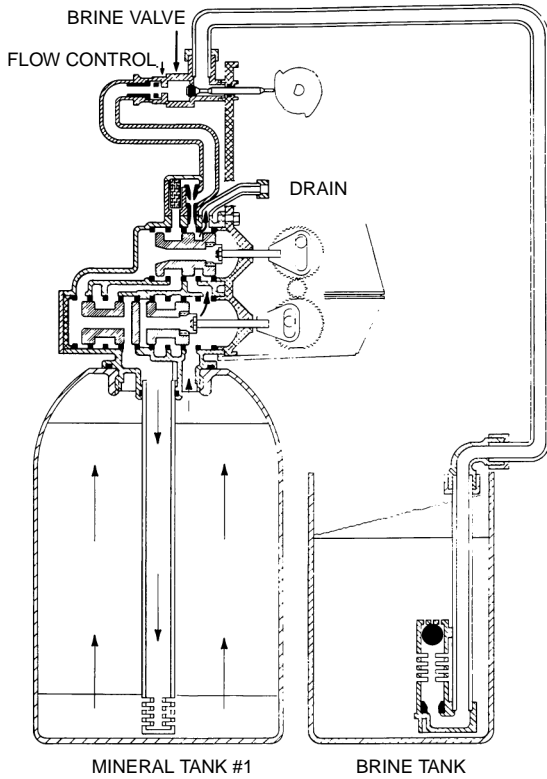 BRINE VALVE
FLOW CONTROL
DRAIN
MINERAL TANK #1
BRINE TANK